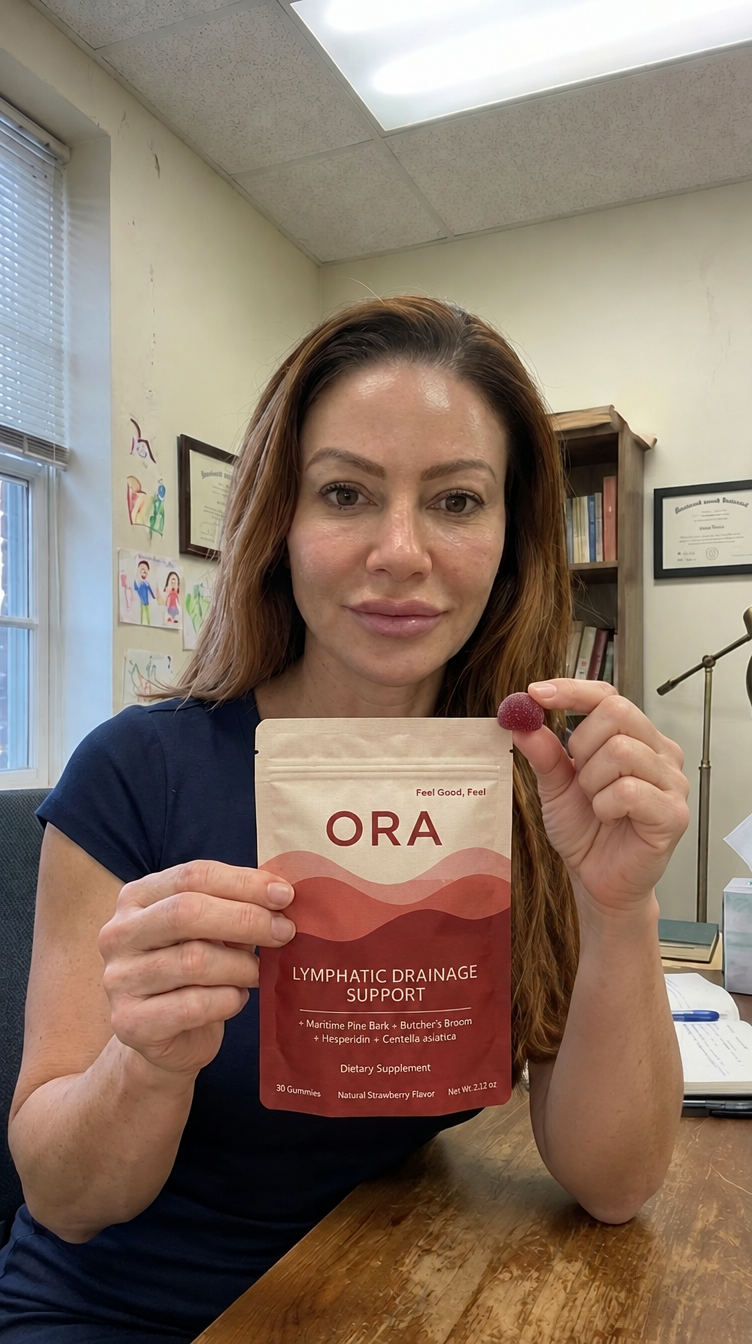 Feel Good, Feel
ORA
LYMPHATIC DRAINAGE
SUPPORT
+ Maritime Pine Bark + Butcher's Broom
+ Hesperidin + Centella asiatica
Dietary Supplement
30 Gummies
Natural Strawberry Flavor
Net Wt. 2,12 oz